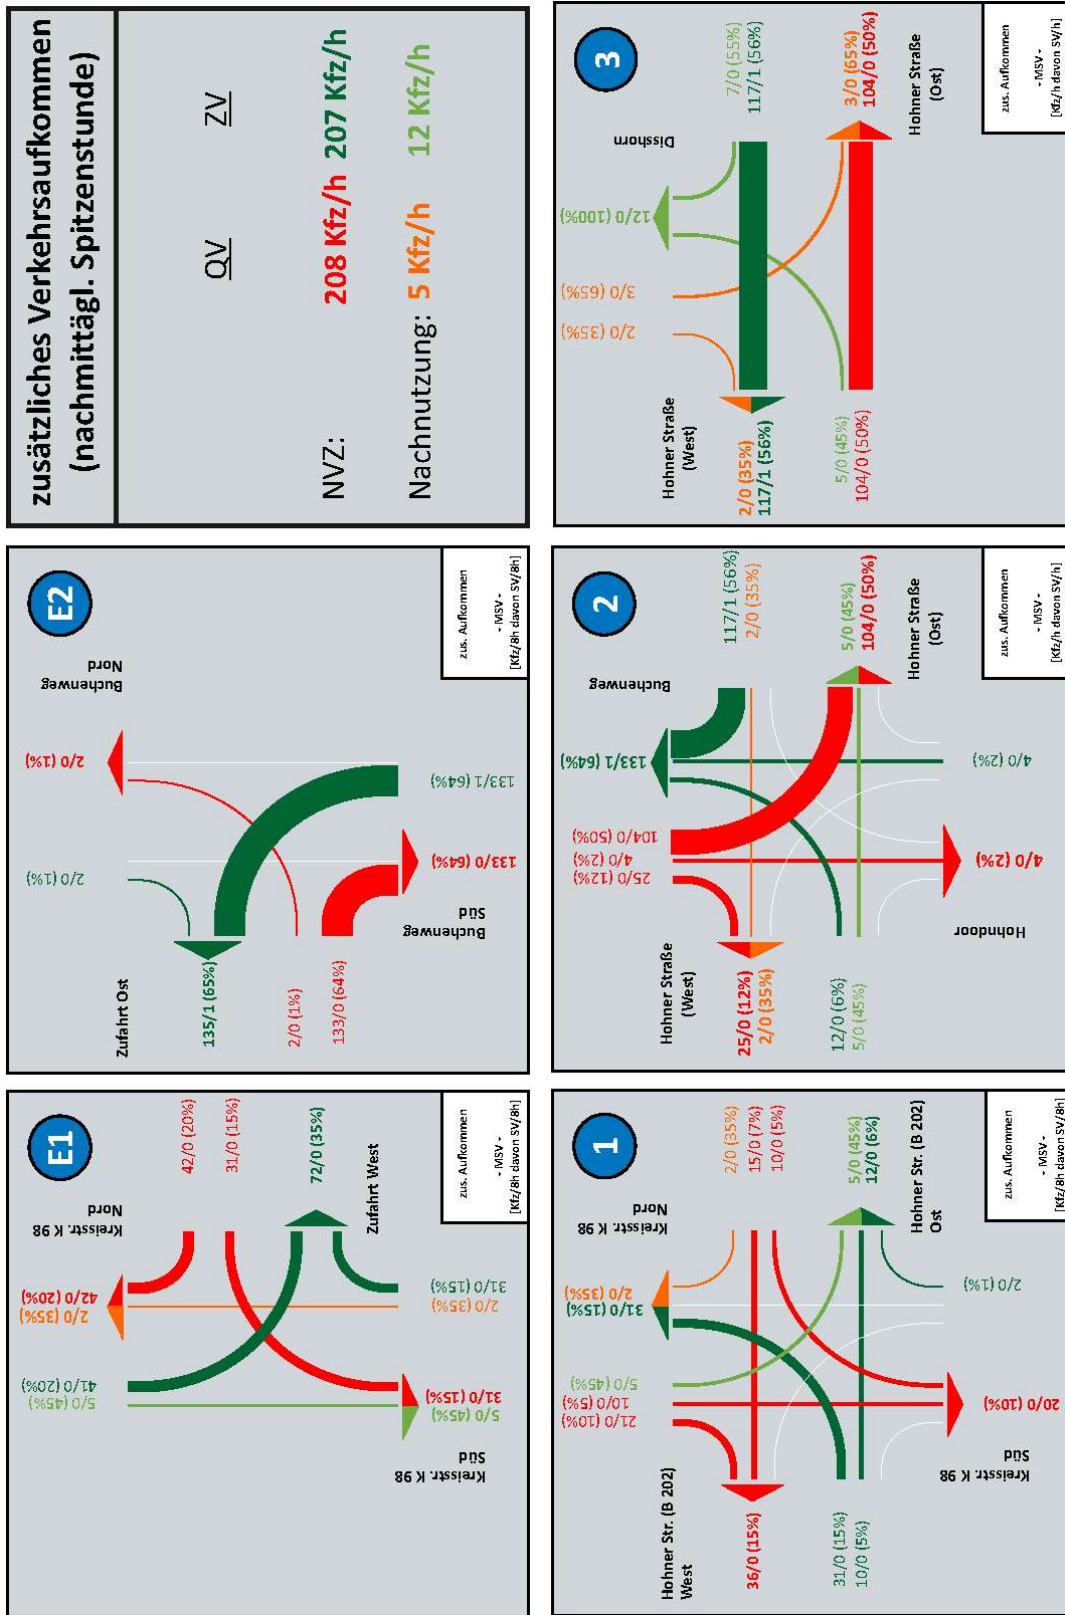 zusätzliches Verkehrsaufkommen
(nachmittägl. Spitzenstunde)
QV
ZV
NVZ:
208 Kfz/h
207 Kfz/h
Nachnutzung:
5 Kfz/h
12 Kfz/h
E1
Kreisstr. K 98
Nord
42/0 (20%)
31/0 (15%)
2/0 (35%)
42/0 (20%)
41/0 (20%)
5/0 (45%)
72/0 (35%)
Zufahrt West
31/0 (15%)
2/0 (35%)
31/0 (15%)
5/0 (45%)
Kreisstr. K 98
Süd
zus. Aufkommen
- MSV -
[Kfz/8h davon SV/8h]
E2
Buchenweg
Nord
2/0 (1%)
2/0 (1%)
Zufahrt Ost
135/1 (65%)
2/0 (1%)
133/0 (64%)
133/1 (64%)
133/0 (64%)
Buchenweg
Süd
zus. Aufkommen
- MSV -
[Kfz/8h davon SV/8h]
1
Kreisstr. K 98
Nord
2/0 (35%)
15/0 (7%)
10/0 (5%)
2/0 (35%)
31/0 (15%)
5/0 (45%)
10/0 (5%)
21/0 (10%)
Hohner Str. (B 202)
West
36/0 (15%)
31/0 (15%)
10/0 (5%)
5/0 (45%)
12/0 (6%)
Hohner Str. (B 202)
Ost
2/0 (1%)
20/0 (10%)
Kreisstr. K 98
Süd
zus. Aufkommen
- MSV -
[Kfz/8h davon SV/8h]
2
Buchenweg
117/1 (56%)
2/0 (35%)
133/1 (64%)
104/0 (50%)
4/0 (2%)
25/0 (12%)
Hohner Straße
(West)
25/0 (12%)
2/0 (35%)
12/0 (6%)
5/0 (45%)
5/0 (45%)
104/0 (50%)
Hohner Straße
(Ost)
4/0 (2%)
4/0 (2%)
Hohndoor
zus. Aufkommen
- MSV -
[Kfz/h davon SV/h]
3
Disshorn
7/0 (55%)
117/1 (56%)
12/0 (100%)
3/0 (65%)
2/0 (35%)
Hohner Straße
(West)
2/0 (35%)
117/1 (56%)
5/0 (45%)
104/0 (50%)
3/0 (65%)
104/0 (50%)
Hohner Straße
(Ost)
zus. Aufkommen
- MSV -
[Kfz/h davon SV/h]